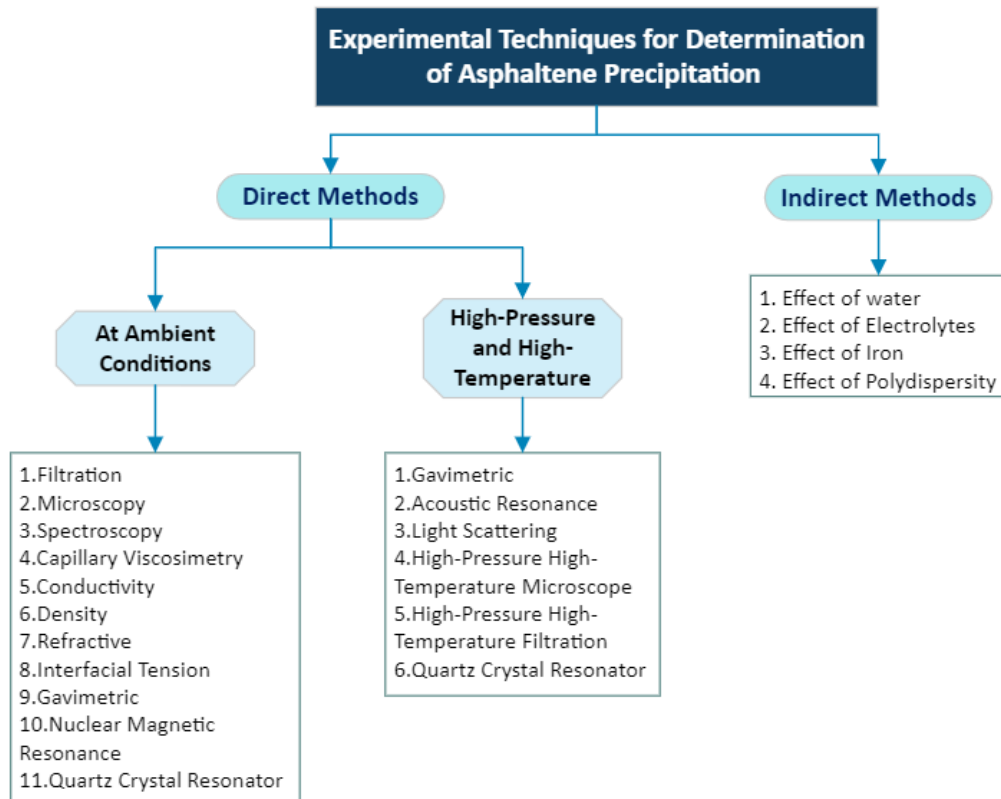 Experimental Techniques for Determination
of Asphaltene Precipitation
Direct Methods
Indirect Methods
At Ambient
Conditions
High-Pressure
and High-
Temperature
1. Effect of water
2. Effect of Electrolytes
3. Effect of Iron
4. Effect of Polydispersity
1.Filtration
2.Microscopy
3.Spectroscopy
4.Capillary Viscosimetry
5.Conductivity
6.Density
7.Refractive
8.Interfacial Tension
9.Gavimetric
10.Nuclear Magnetic
Resonance
11.Quartz Crystal Resonator
1.Gavimetric
2.Acoustic Resonance
3.Light Scattering
4.High-Pressure High-
Temperature Microscope
5.High-Pressure High-
Temperature Filtration
6.Quartz Crystal Resonator